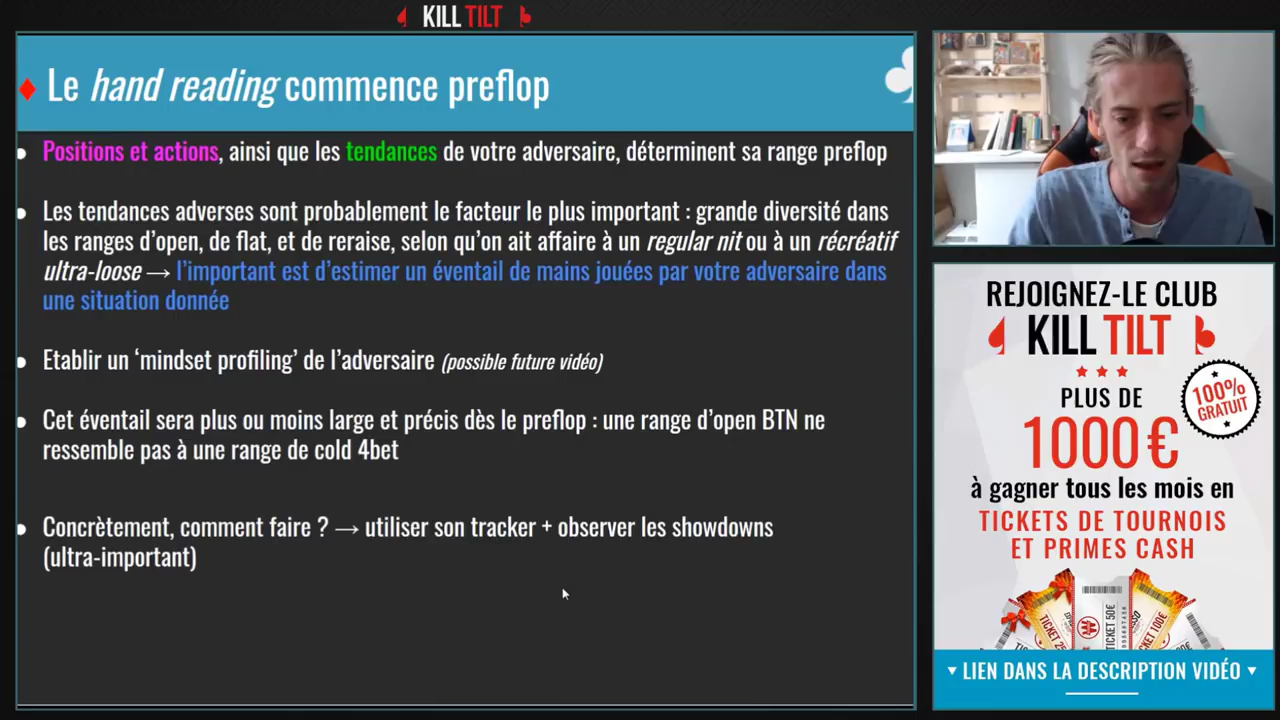 KILL TILT
Le hand reading commence preflop
Positions et actions, ainsi que les tendances de votre adversaire, déterminent sa range preflop
Les tendances adverses sont probablement le facteur le plus important : grande diversité dans
les ranges d'open, de flat, et de reraise, selon qu'on ait affaire à un regular nit ou à un récréatif
ultra-loose → l'important est d'estimer un éventail de mains jouées par votre adversaire dans
une situation donnée
Etablir un 'mindset profiling' de l'adversaire (possible future vidéo)
Cet éventail sera plus ou moins large et précis dès le preflop : une range d'open BTN ne
ressemble pas à une range de cold 4bet
Concrètement, comment faire ? → utiliser son tracker + observer les showdowns
(ultra-important)
REJOIGNEZ-LE CLUB
KILL TILT
PLUS DE
100%
GRATUIT
1000€
à gagner tous les mois en
TICKETS DE TOURNOIS
ET PRIMES CASH
TICKET 50€
TICKET 100€
▼ LIEN DANS LA DESCRIPTION VIDÉO ▼